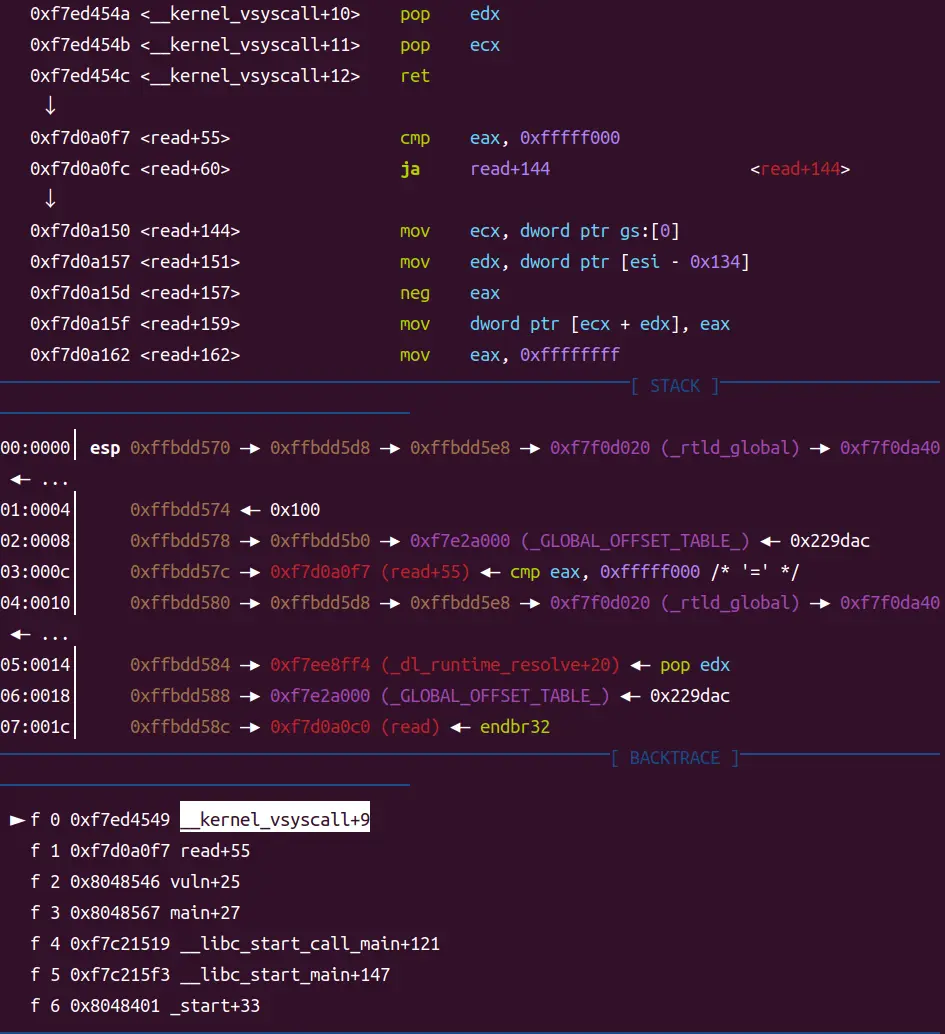 0xf7ed454a <__kernel_vsyscall+10>    pop    edx
0xf7ed454b <__kernel_vsyscall+11>    pop    ecx
0xf7ed454c <__kernel_vsyscall+12>    ret
↓
0xf7d0a0f7 <read+55>                 cmp    eax, 0xfffff000
0xf7d0a0fc <read+60>                 ja     read+144                    <read+144>
↓
0xf7d0a150 <read+144>                mov    ecx, dword ptr gs:[0]
0xf7d0a157 <read+151>                mov    edx, dword ptr [esi - 0x134]
0xf7d0a15d <read+157>                neg    eax
0xf7d0a15f <read+159>                mov    dword ptr [ecx + edx], eax
0xf7d0a162 <read+162>                mov    eax, 0xffffffff
[ STACK ]
00:0000│ esp 0xffbdd570 —▸ 0xffbdd5d8 —▸ 0xffbdd5e8 —▸ 0xf7f0d020 (_rtld_global) —▸ 0xf7f0da40
◂— ...
01:0004│     0xffbdd574 ◂— 0x100
02:0008│     0xffbdd578 —▸ 0xffbdd5b0 —▸ 0xf7e2a000 (_GLOBAL_OFFSET_TABLE_) ◂— 0x229dac
03:000c│     0xffbdd57c —▸ 0xf7d0a0f7 (read+55) ◂— cmp eax, 0xfffff000 /* '=' */
04:0010│     0xffbdd580 —▸ 0xffbdd5d8 —▸ 0xffbdd5e8 —▸ 0xf7f0d020 (_rtld_global) —▸ 0xf7f0da40
◂— ...
05:0014│     0xffbdd584 —▸ 0xf7ee8ff4 (_dl_runtime_resolve+20) ◂— pop edx
06:0018│     0xffbdd588 —▸ 0xf7e2a000 (_GLOBAL_OFFSET_TABLE_) ◂— 0x229dac
07:001c│     0xffbdd58c —▸ 0xf7d0a0c0 (read) ◂— endbr32
[ BACKTRACE ]
► f 0 0xf7ed4549 __kernel_vsyscall+9
f 1 0xf7d0a0f7 read+55
f 2 0x8048546 vuln+25
f 3 0x8048567 main+27
f 4 0xf7c21519 __libc_start_call_main+121
f 5 0xf7c215f3 __libc_start_main+147
f 6 0x8048401 _start+33